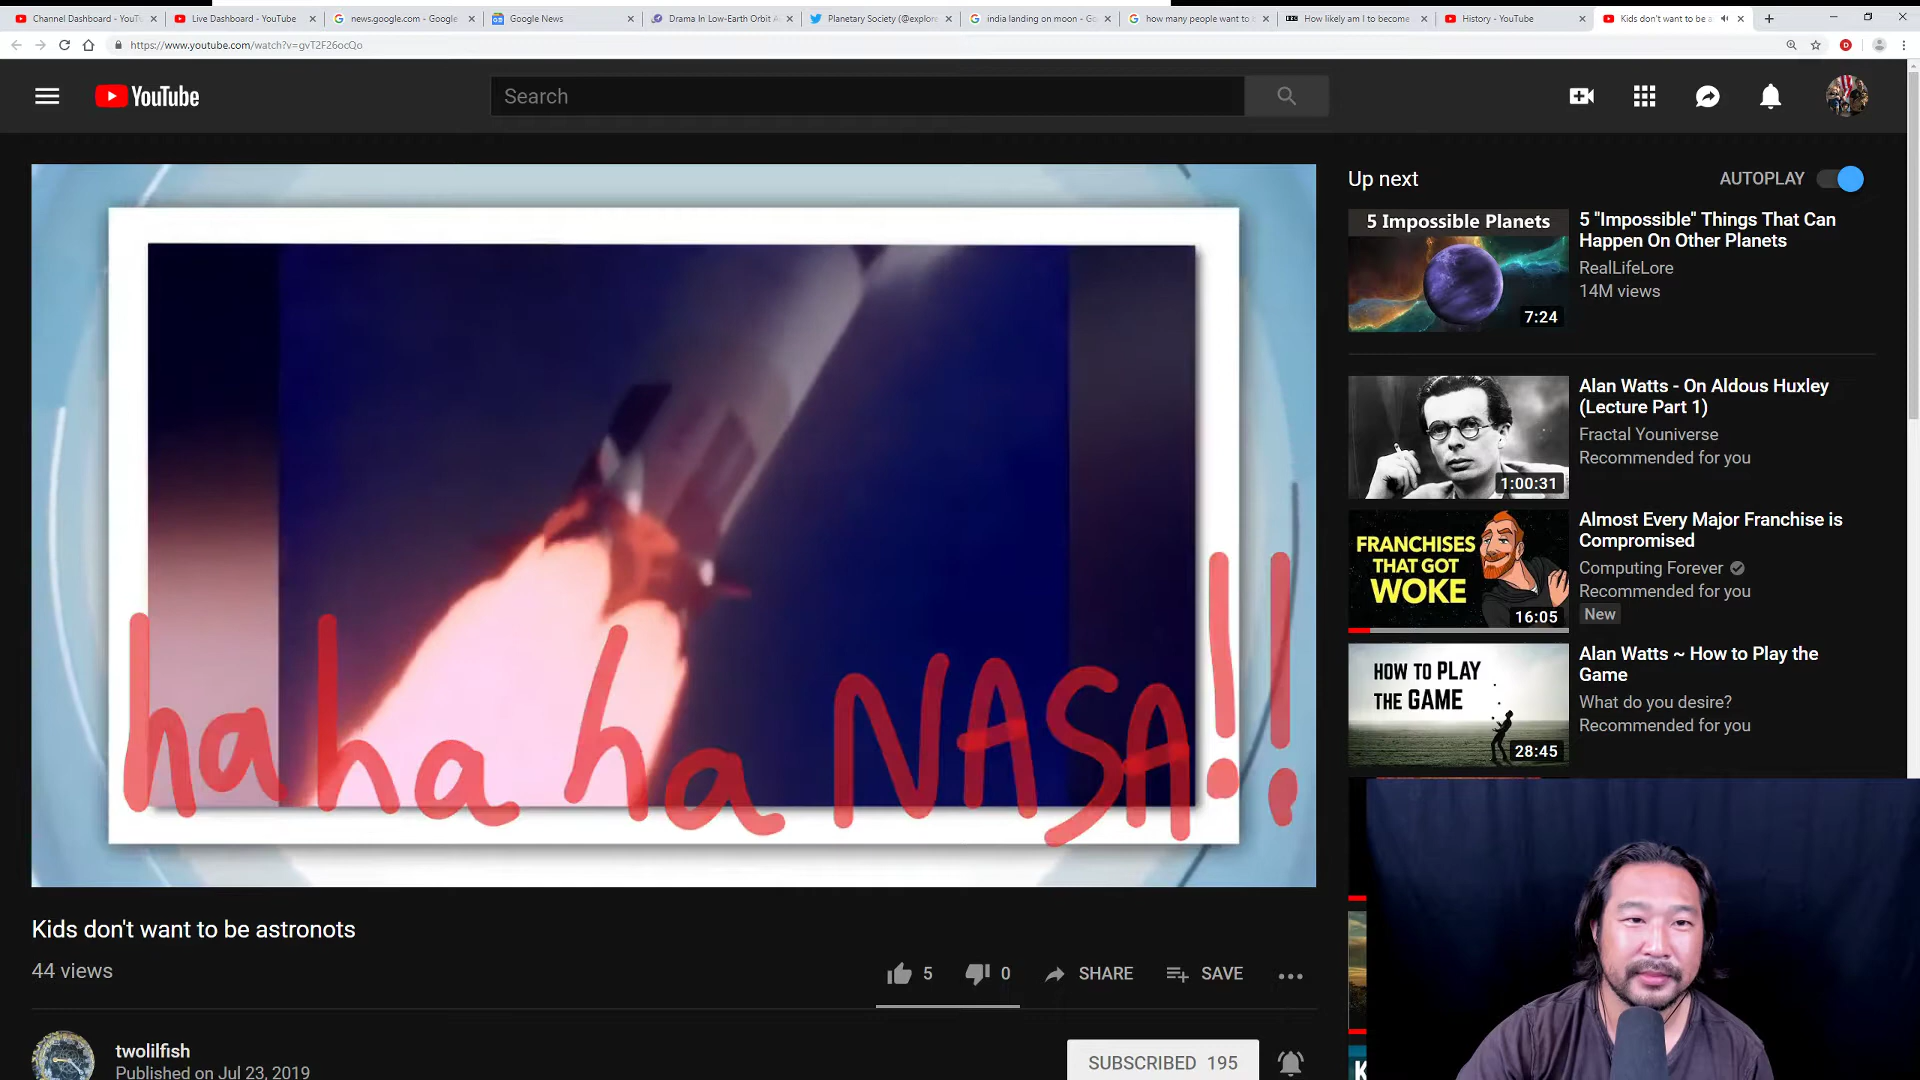 Channel Dashboard - YouT
Live Dashboard - YouTube
news.google.com - Google
Google News
Drama In Low-Earth Orbit A
Planetary Society (@explor
india landing on moon - Go
how many people want to
How likely am I to become
History - YouTube
Kids don't want to be a
https://www.youtube.com/watch?v=gvT2F26ocQo
YouTube
Search
Up next
AUTOPLAY
5 Impossible Planets
7:24
5 "Impossible" Things That Can
Happen On Other Planets
RealLifeLore
14M views
1:00:31
Alan Watts - On Aldous Huxley
(Lecture Part 1)
Fractal Youniverse
Recommended for you
FRANCHISES
THAT GOT
WOKE
16:05
Almost Every Major Franchise is
Compromised
Computing Forever
Recommended for you
New
HOW TO PLAY
THE GAME
28:45
Alan Watts ~ How to Play the
Game
What do you desire?
Recommended for you
ha ha ha NASA!!
Kids don't want to be astronots
44 views
5
0
SHARE
SAVE
twolilfish
Published on Jul 23, 2019
SUBSCRIBED 195